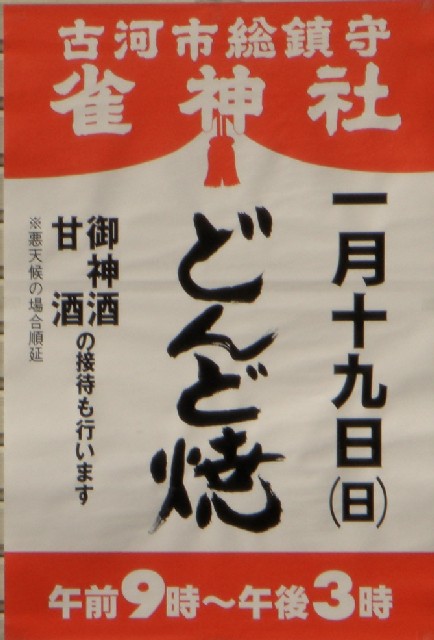 古河市総鎮守
雀神社
一月十九日(日)
どんど焼
御神酒
甘酒
の接待も行います
※悪天候の場合順延
午前9時～午後3時